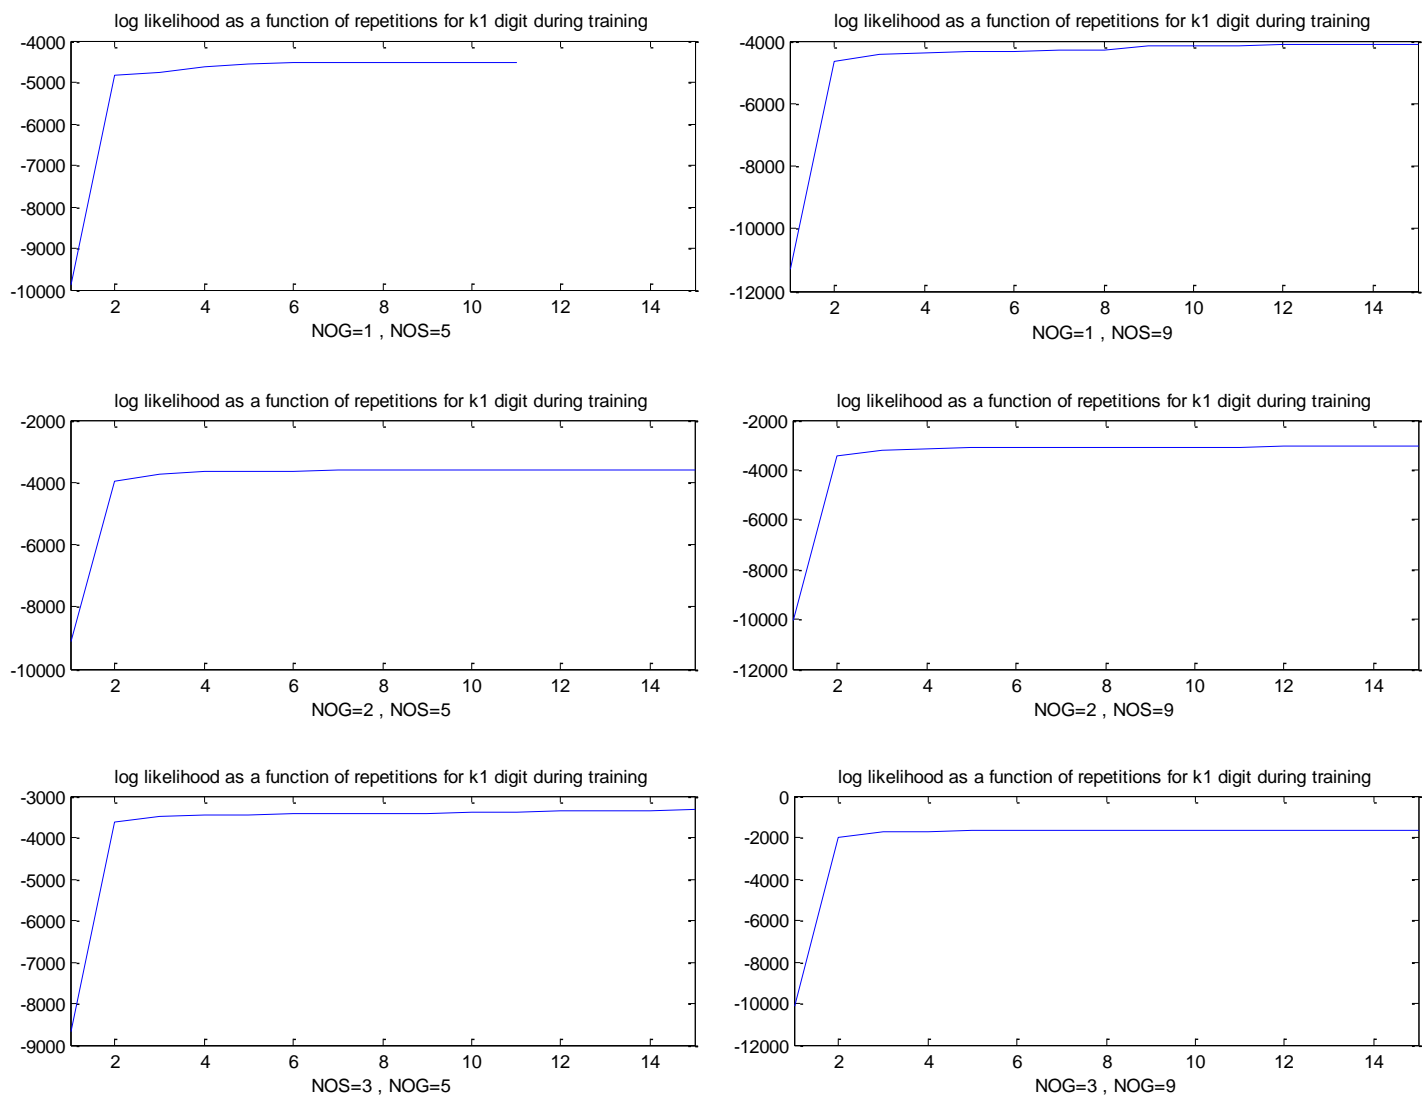 log likelihood as a function of repetitions for k1 digit during training
-4000
-5000
-6000
-7000
-8000
-9000
-10000
2 4 6 8 10 12 14
NOG=1 , NOS=5
log likelihood as a function of repetitions for k1 digit during training
-4000
-6000
-8000
-10000
-12000
2 4 6 8 10 12 14
NOG=1 , NOS=9
log likelihood as a function of repetitions for k1 digit during training
-2000
-4000
-6000
-8000
-10000
2 4 6 8 10 12 14
NOG=2 , NOS=5
log likelihood as a function of repetitions for k1 digit during training
-2000
-4000
-6000
-8000
-10000
-12000
2 4 6 8 10 12 14
NOG=2 , NOS=9
log likelihood as a function of repetitions for k1 digit during training
-3000
-4000
-5000
-6000
-7000
-8000
-9000
2 4 6 8 10 12 14
NOS=3 , NOG=5
log likelihood as a function of repetitions for k1 digit during training
0
-2000
-4000
-6000
-8000
-10000
-12000
2 4 6 8 10 12 14
NOG=3 , NOG=9